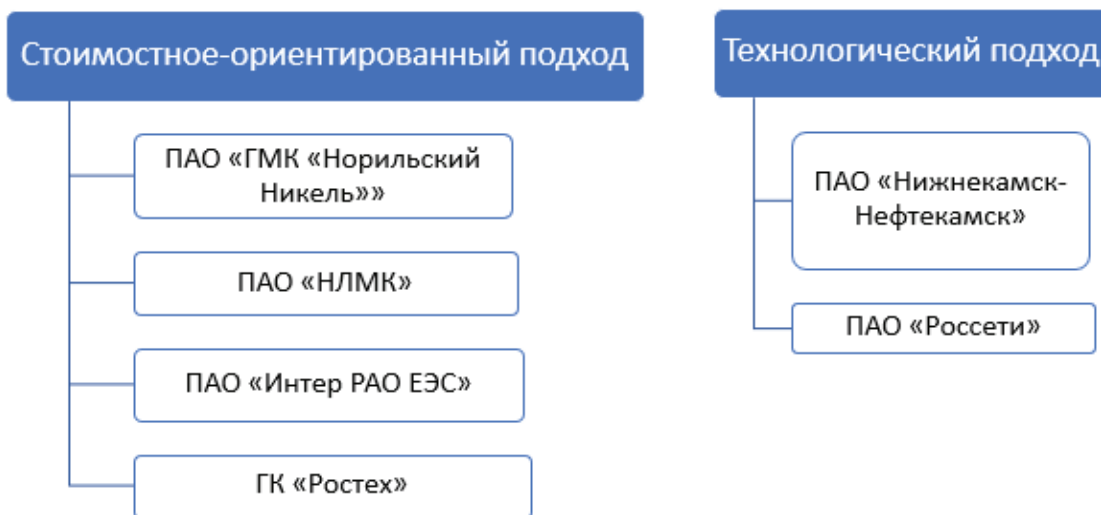 Стоимостное-ориентированный подход
ПАО «ГМК «Норильский
Никель»»
ПАО «НЛМК»
ПАО «Интер РАО ЕЭС»
ГК «Ростех»
Технологический подход
ПАО «Нижнекамск-
Нефтекамск»
ПАО «Россети»